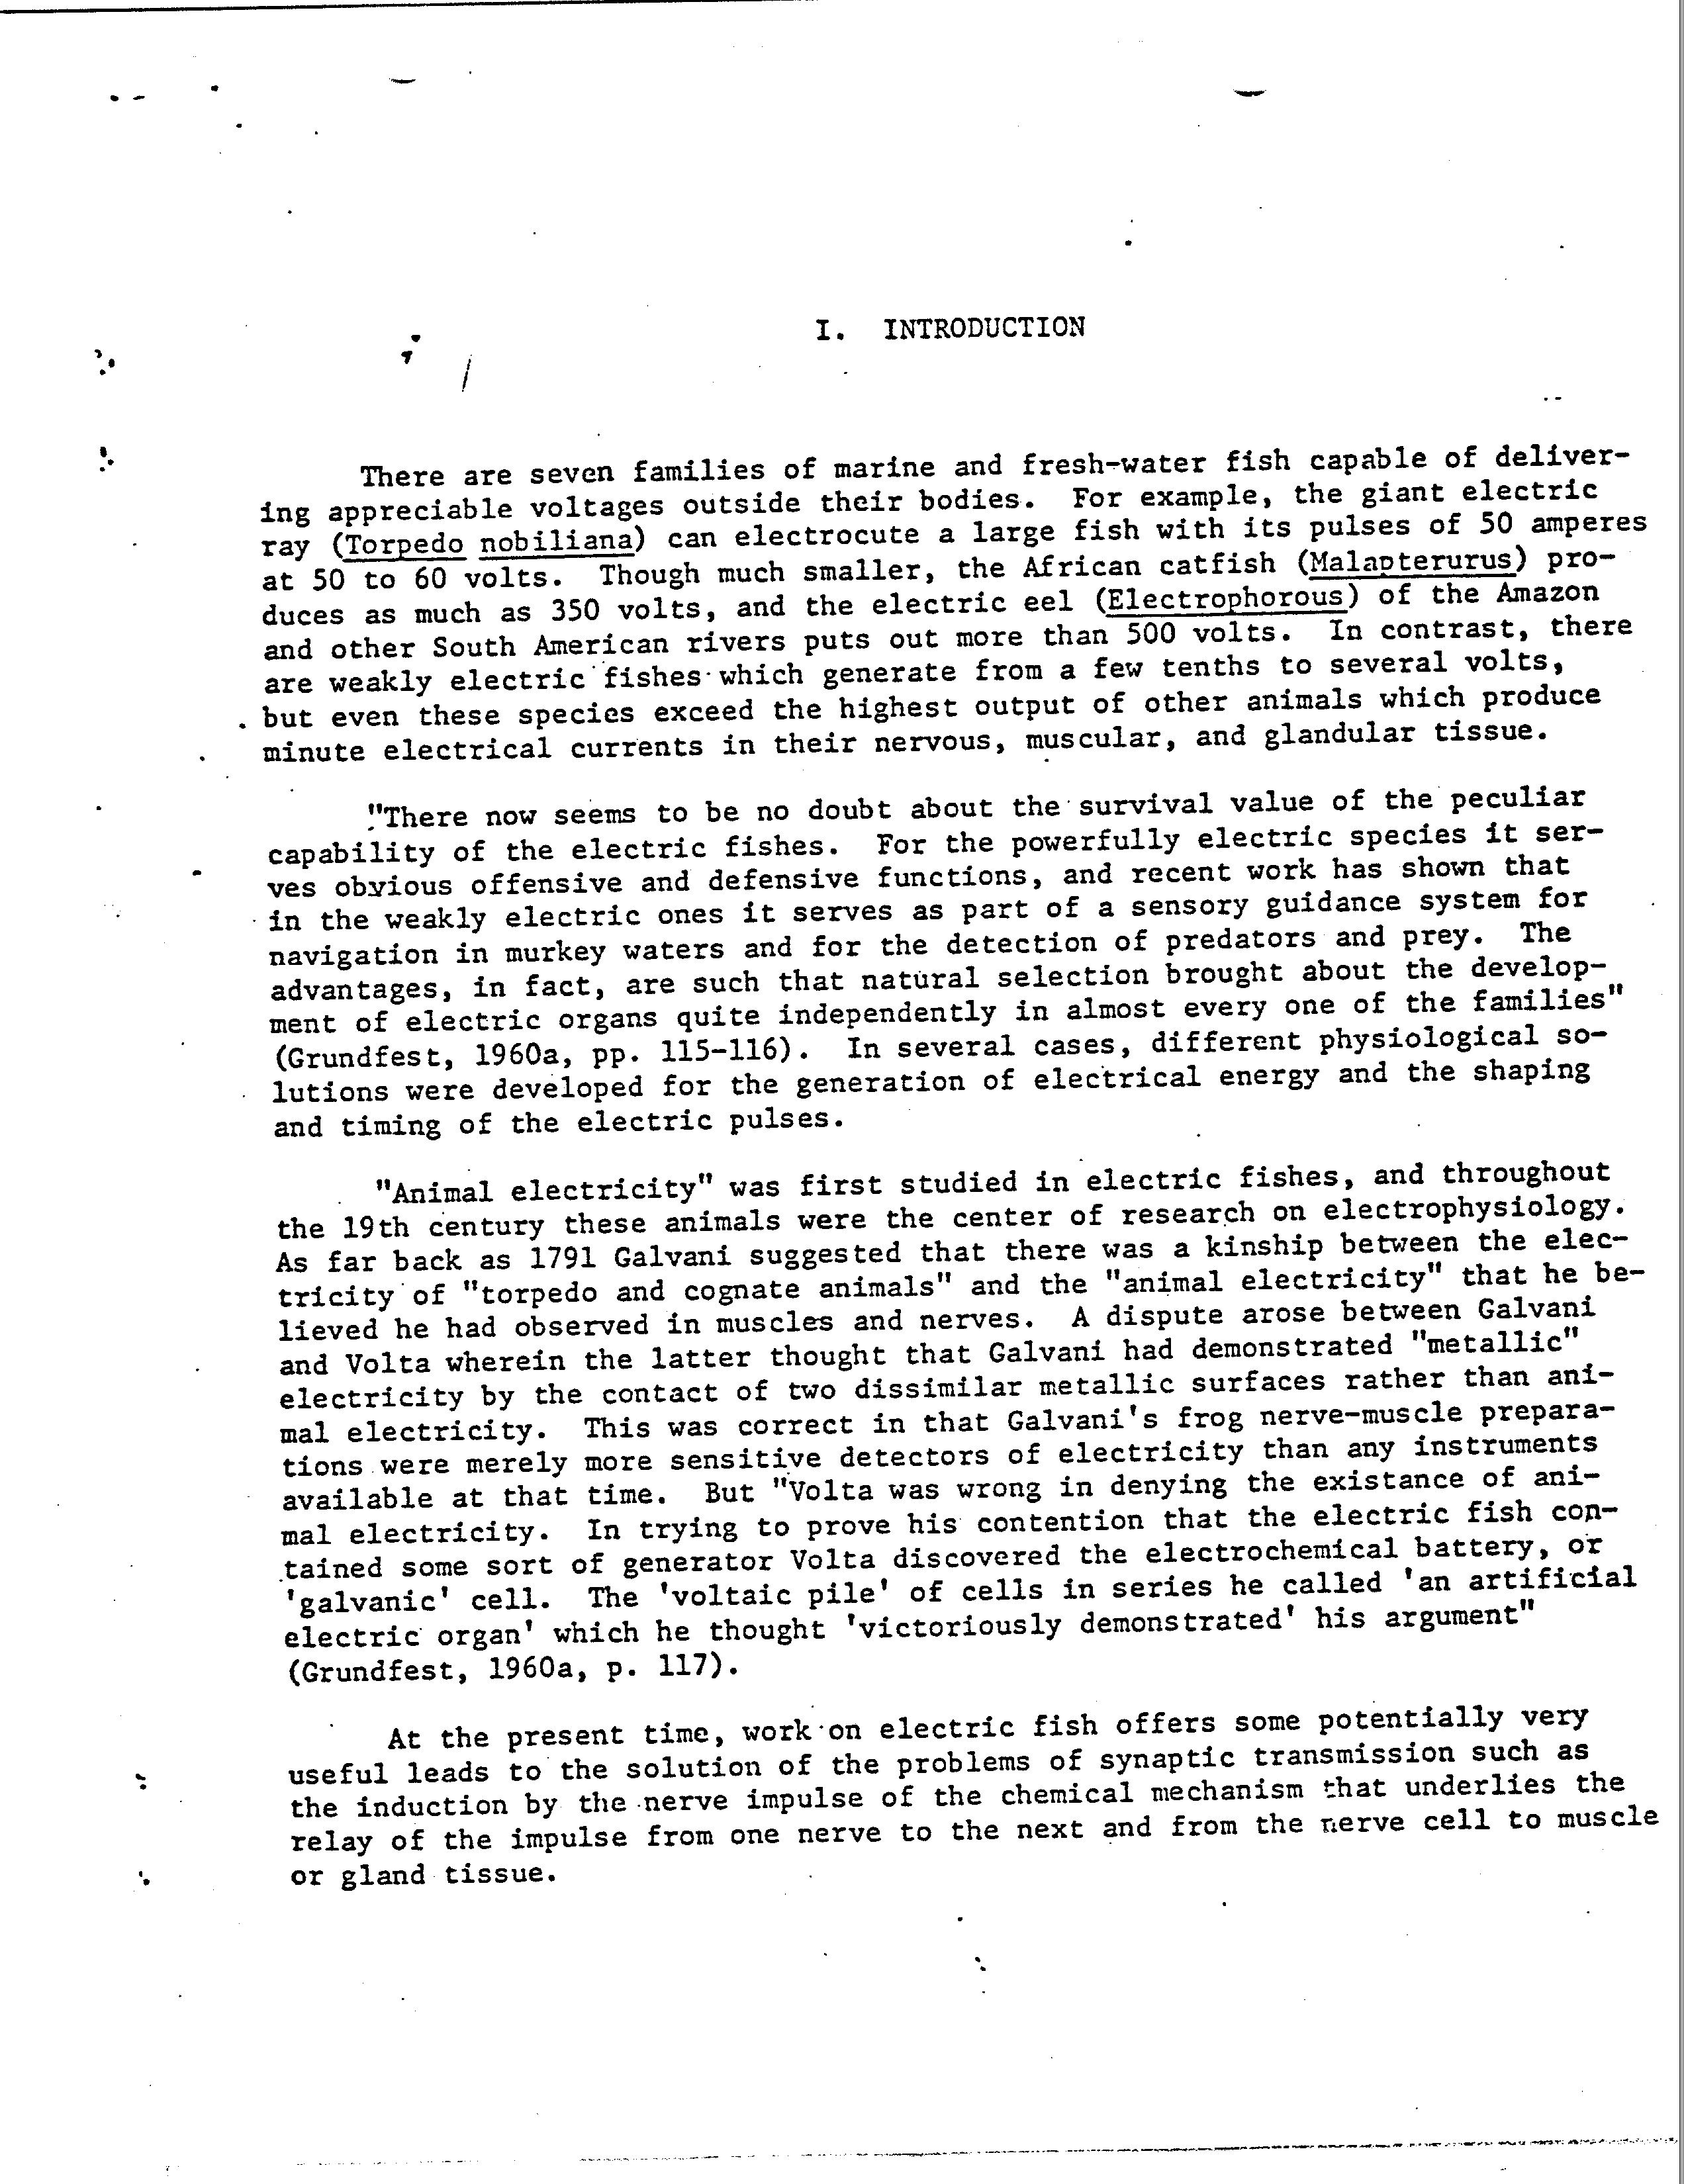 I. INTRODUCTION
There are seven families of marine and fresh-water fish capable of deliver-
ing appreciable voltages outside their bodies. For example, the giant electric
ray (Torpedo nobiliana) can electrocute a large fish with its pulses of 50 amperes
at 50 to 60 volts. Though much smaller, the African catfish (Malapterurus) pro-
duces as much as 350 volts, and the electric eel (Electrophorous) of the Amazon
and other South American rivers puts out more than 500 volts. In contrast, there
are weakly electric fishes which generate from a few tenths to several volts,
but even these species exceed the highest output of other animals which produce
minute electrical currents in their nervous, muscular, and glandular tissue.
"There now seems to be no doubt about the survival value of the peculiar
capability of the electric fishes. For the powerfully electric species it ser-
ves obvious offensive and defensive functions, and recent work has shown that
in the weakly electric ones it serves as part of a sensory guidance system for
navigation in murkey waters and for the detection of predators and prey. The
advantages, in fact, are such that natural selection brought about the develop-
ment of electric organs quite independently in almost every one of the families"
(Grundfest, 1960a, pp. 115-116). In several cases, different physiological so-
lutions were developed for the generation of electrical energy and the shaping
and timing of the electric pulses.
"Animal electricity" was first studied in electric fishes, and throughout
the 19th century these animals were the center of research on electrophysiology.
As far back as 1791 Galvani suggested that there was a kinship between the elec-
tricity of "torpedo and cognate animals" and the "animal electricity" that he be-
lieved he had observed in muscles and nerves. A dispute arose between Galvani
and Volta wherein the latter thought that Galvani had demonstrated "metallic"
electricity by the contact of two dissimilar metallic surfaces rather than ani-
mal electricity. This was correct in that Galvani's frog nerve-muscle prepara-
tions were merely more sensitive detectors of electricity than any instruments
available at that time. But "Volta was wrong in denying the existance of ani-
mal electricity. In trying to prove his contention that the electric fish con-
tained some sort of generator Volta discovered the electrochemical battery, or
'galvanic' cell. The 'voltaic pile' of cells in series he called 'an artificial
electric organ' which he thought 'victoriously demonstrated' his argument"
(Grundfest, 1960a, p. 117).
At the present time, work on electric fish offers some potentially very
useful leads to the solution of the problems of synaptic transmission such as
the induction by the nerve impulse of the chemical mechanism that underlies the
relay of the impulse from one nerve to the next and from the nerve cell to muscle
or gland tissue.